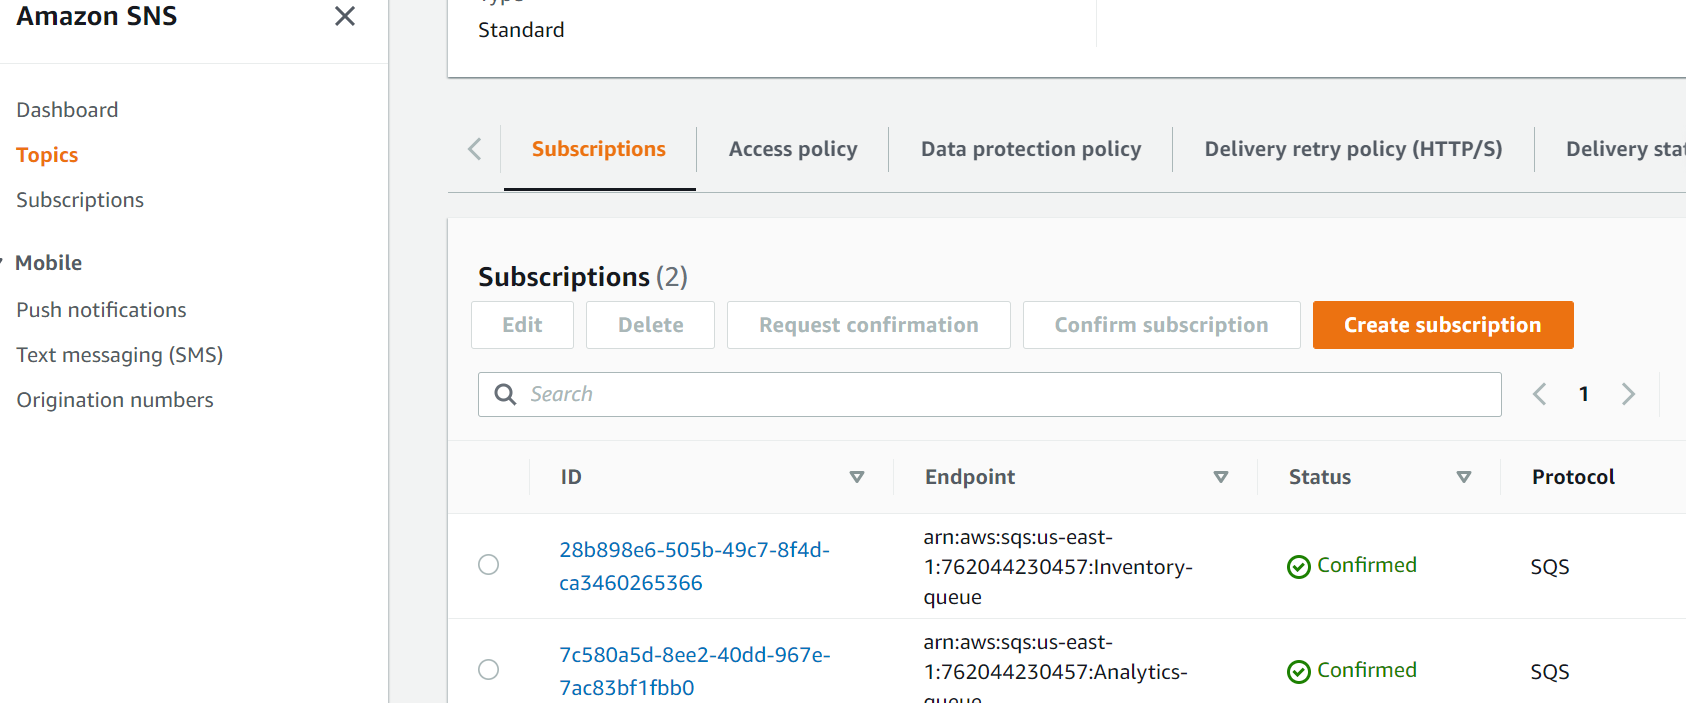 Amazon SNS
Dashboard
Topics
Subscriptions
Mobile
Push notifications
Text messaging (SMS)
Origination numbers
Type
Standard
Subscriptions
Access policy
Data protection policy
Delivery retry policy (HTTP/S)
Delivery stat
Subscriptions (2)
Edit
Delete
Request confirmation
Confirm subscription
Create subscription
Search
1
ID
Endpoint
Status
Protocol
28b898e6-505b-49c7-8f4d-
ca3460265366
arn:aws:sqs:us-east-
1:762044230457:Inventory-
queue
Confirmed
SQS
7c580a5d-8ee2-40dd-967e-
7ac83bf1fbb0
arn:aws:sqs:us-east-
1:762044230457:Analytics-
queue
Confirmed
SQS